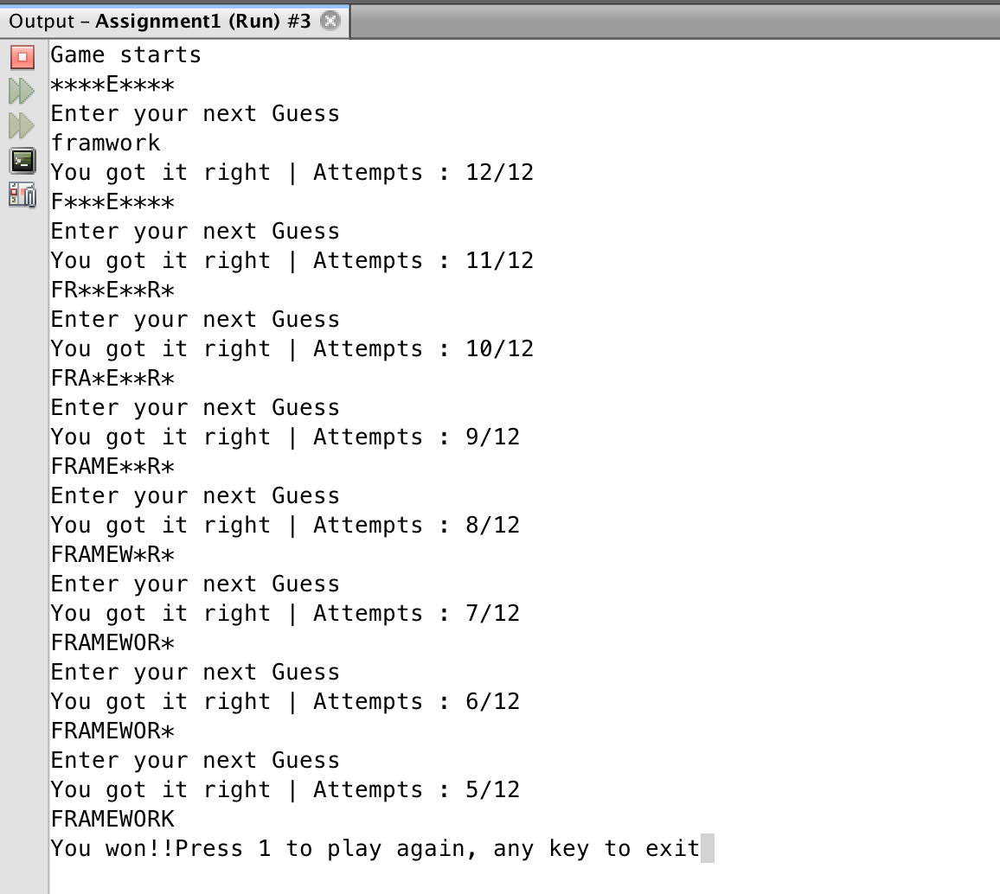 Output – Assignment1 (Run) #3
Game starts
****E****
Enter your next Guess
framwork
You got it right | Attempts : 12/12
F***E****
Enter your next Guess
You got it right | Attempts : 11/12
FR**E**R*
Enter your next Guess
You got it right | Attempts : 10/12
FRA*E**R*
Enter your next Guess
You got it right | Attempts : 9/12
FRAME**R*
Enter your next Guess
You got it right | Attempts : 8/12
FRAMEW*R*
Enter your next Guess
You got it right | Attempts : 7/12
FRAMEWOR*
Enter your next Guess
You got it right | Attempts : 6/12
FRAMEWOR*
Enter your next Guess
You got it right | Attempts : 5/12
FRAMEWORK
You won!!Press 1 to play again, any key to exit